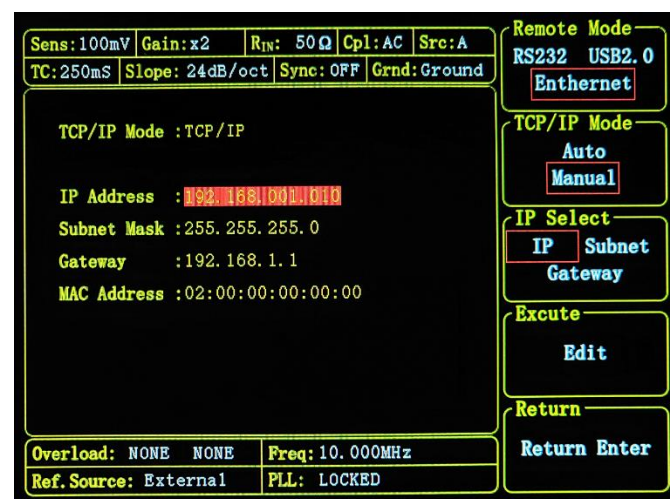 Sens:100mV Gain:x2 RIN: 50Ω Cpl:AC Src:A
TC:250mS Slope: 24dB/oct Sync:OFF Grnd:Ground
TCP/IP Mode :TCP/IP
IP Address :192.168.001.010
Subnet Mask :255.255.255.0
Gateway :192.168.1.1
MAC Address :02:00:00:00:00:00
Overload: NONE NONE Freq:10.000MHz
Ref.Source: External PLL: LOCKED
Remote Mode
RS232 USB2.0
Enthernet
TCP/IP Mode
Auto
Manual
IP Select
IP Subnet
Gateway
Excute
Edit
Return
Return Enter